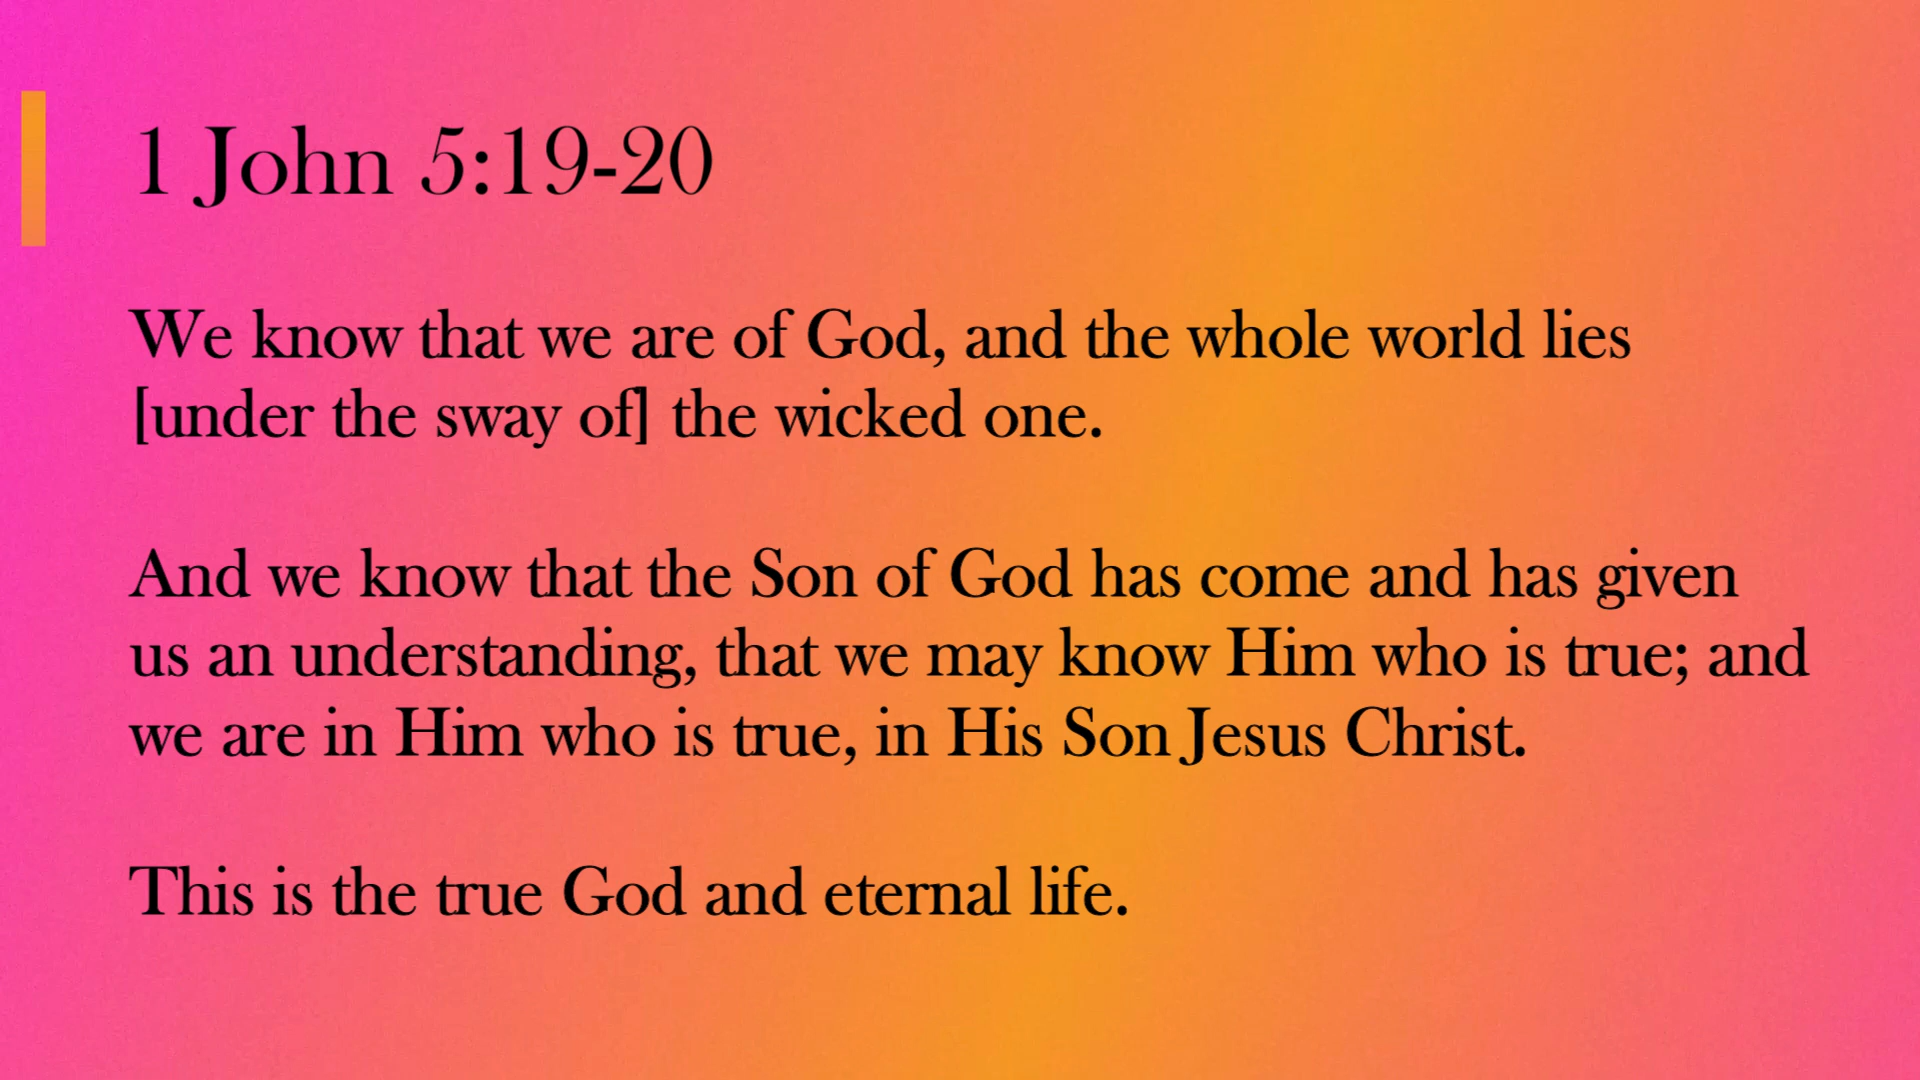 1 John 5:19-20
We know that we are of God, and the whole world lies
[under the sway of] the wicked one.
And we know that the Son of God has come and has given
us an understanding, that we may know Him who is true; and
we are in Him who is true, in His Son Jesus Christ.
This is the true God and eternal life.